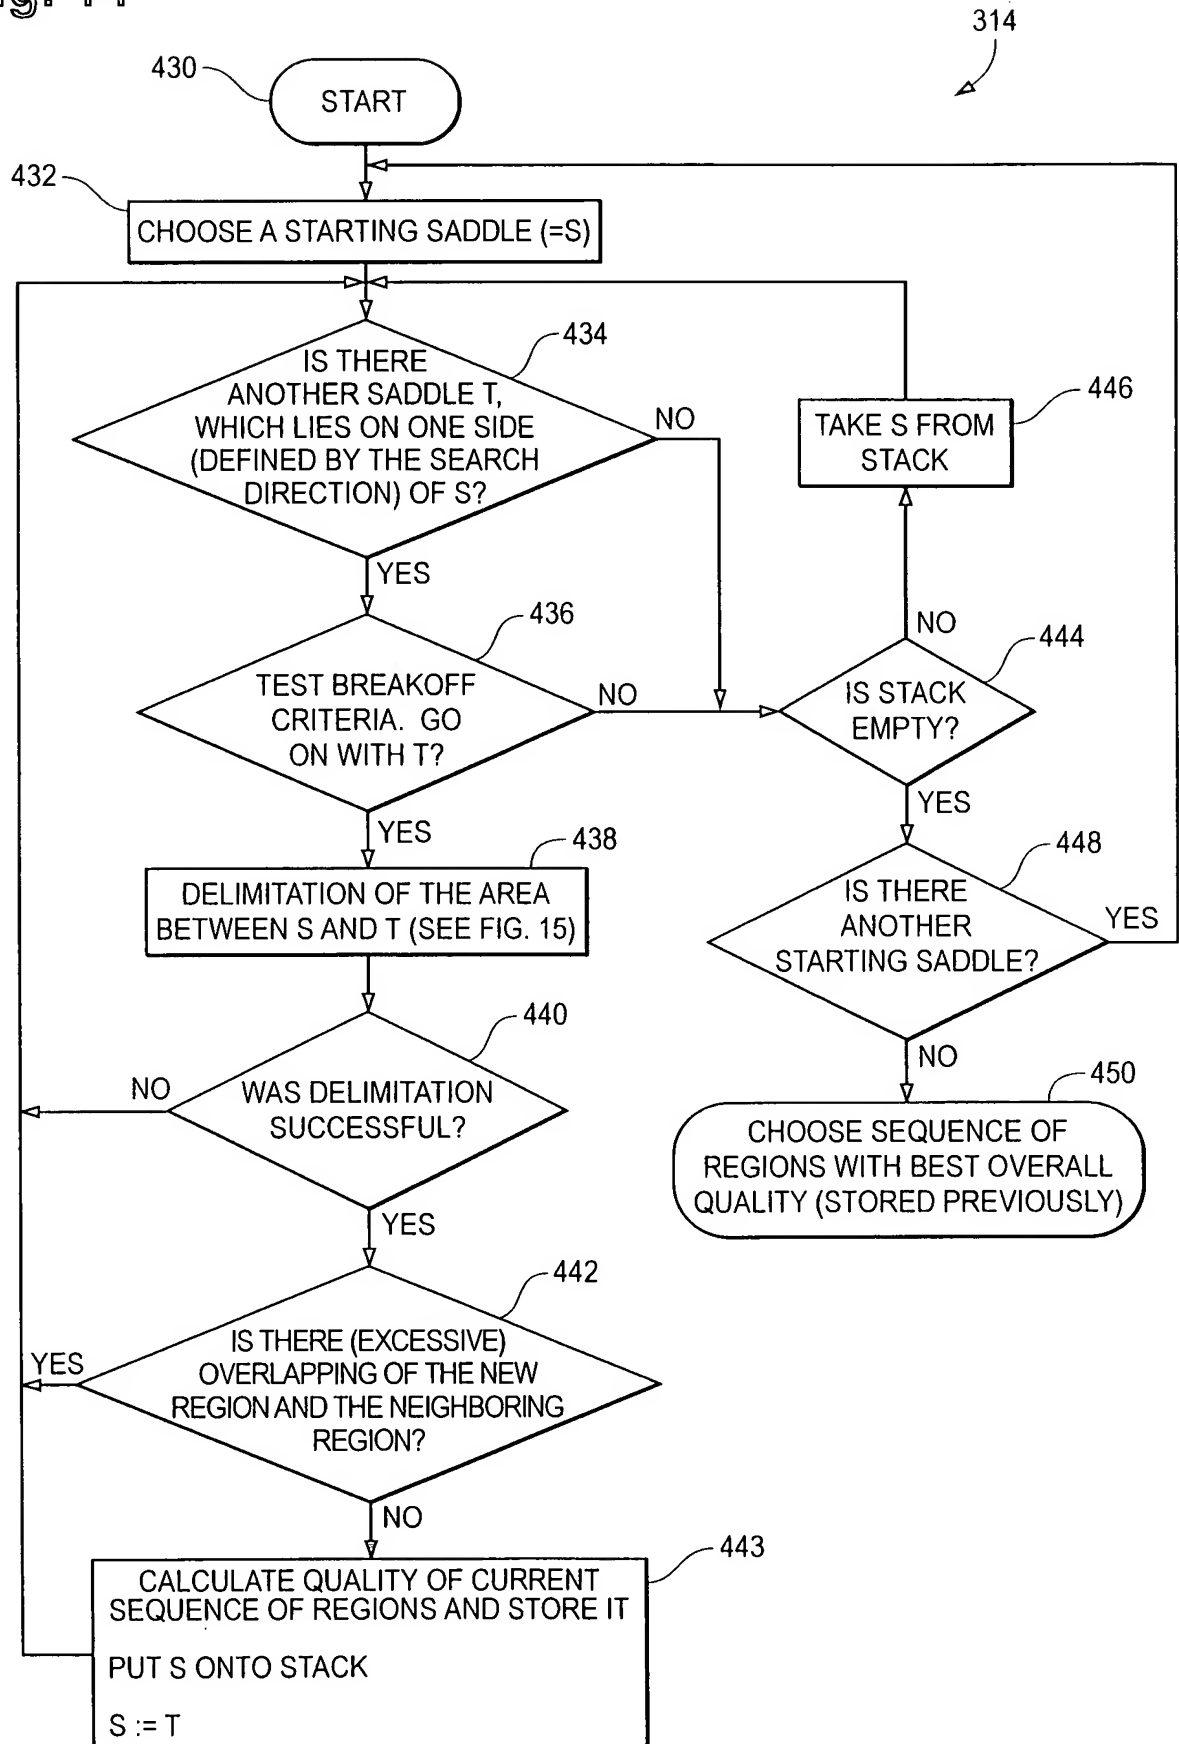 314
430
START
432
CHOOSE A STARTING SADDLE (=S)
434
IS THERE
ANOTHER SADDLE T,
WHICH LIES ON ONE SIDE
(DEFINED BY THE SEARCH
DIRECTION) OF S?
NO
YES
446
TAKE S FROM
STACK
436
TEST BREAKOFF
CRITERIA. GO
ON WITH T?
NO
YES
NO
444
IS STACK
EMPTY?
YES
438
DELIMITATION OF THE AREA
BETWEEN S AND T (SEE FIG. 15)
448
IS THERE
ANOTHER
STARTING SADDLE?
YES
NO
440
WAS DELIMITATION
SUCCESSFUL?
NO
YES
450
CHOOSE SEQUENCE OF
REGIONS WITH BEST OVERALL
QUALITY (STORED PREVIOUSLY)
442
IS THERE (EXCESSIVE)
OVERLAPPING OF THE NEW
REGION AND THE NEIGHBORING
REGION?
YES
NO
443
CALCULATE QUALITY OF CURRENT
SEQUENCE OF REGIONS AND STORE IT
PUT S ONTO STACK
S := T